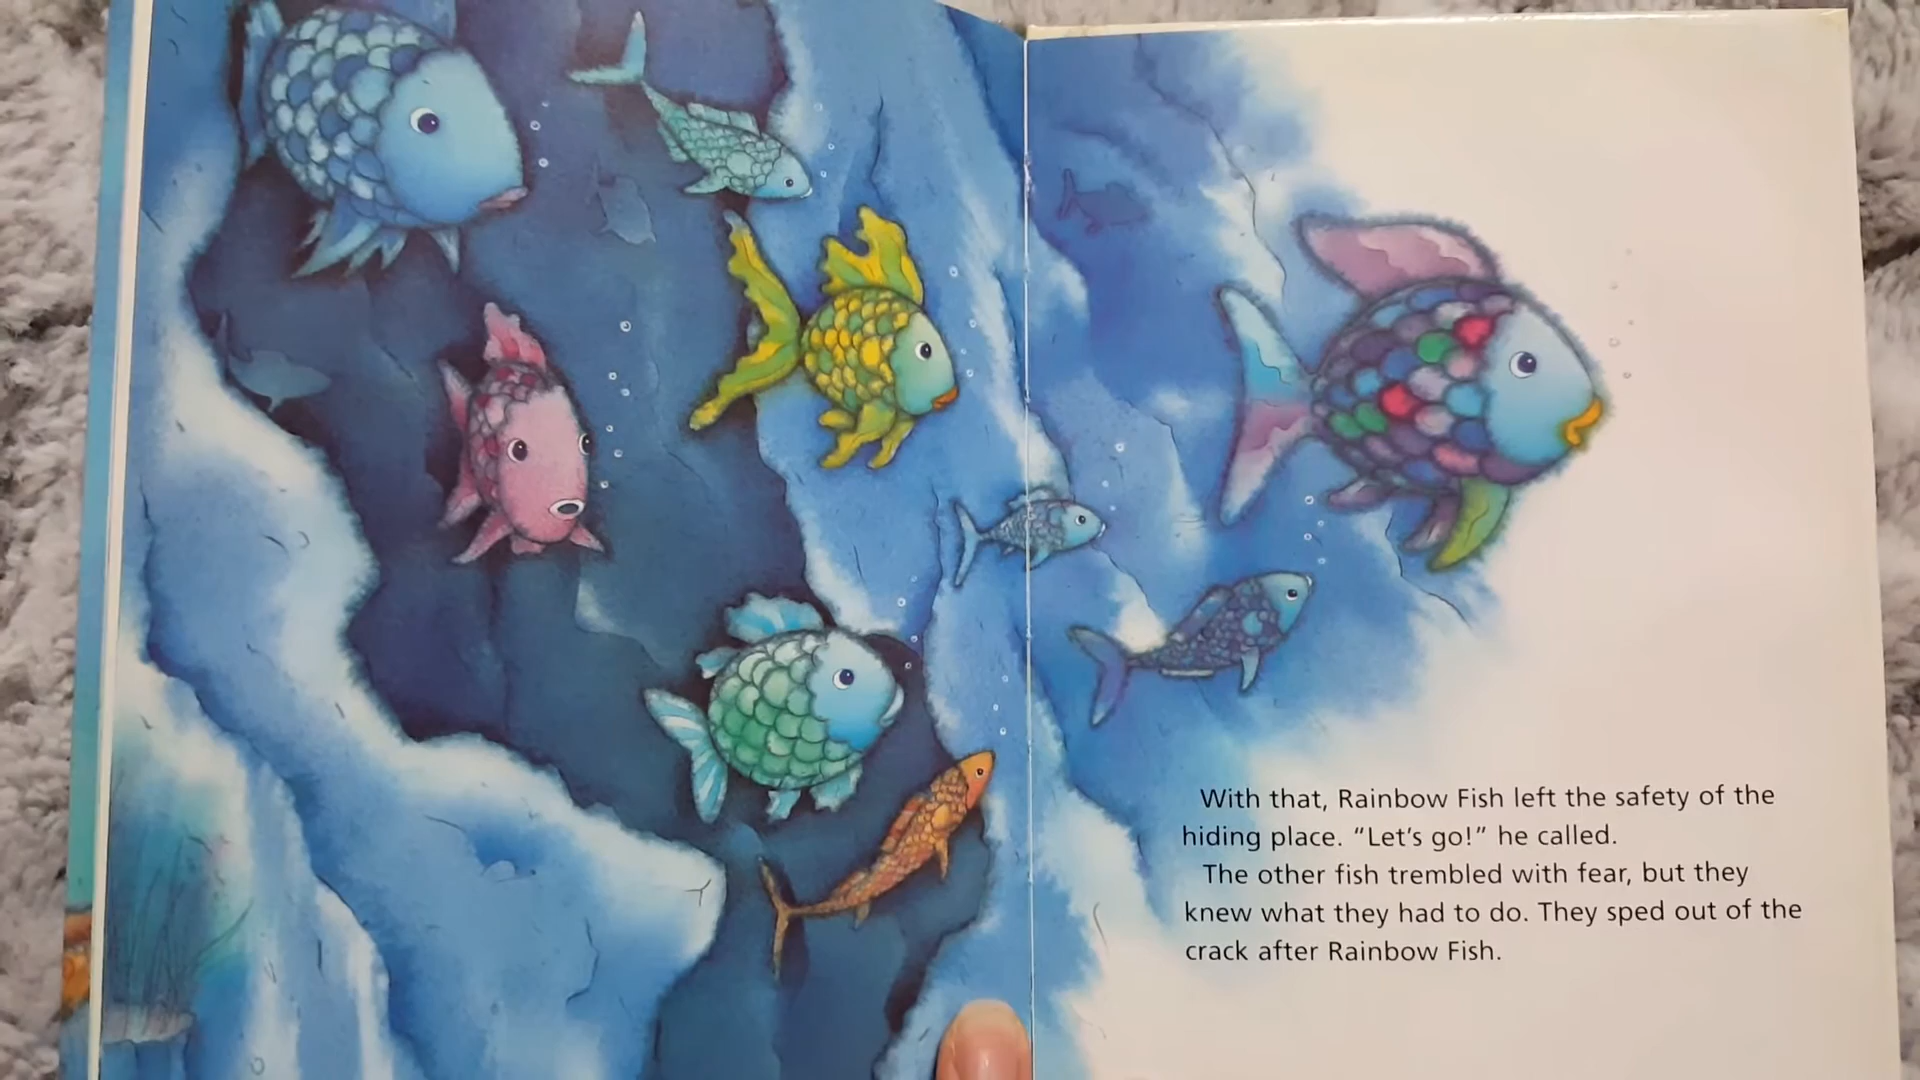 With that, Rainbow Fish left the safety of the
hiding place. “Let’s go!” he called.
The other fish trembled with fear, but they
knew what they had to do. They sped out of the
crack after Rainbow Fish.